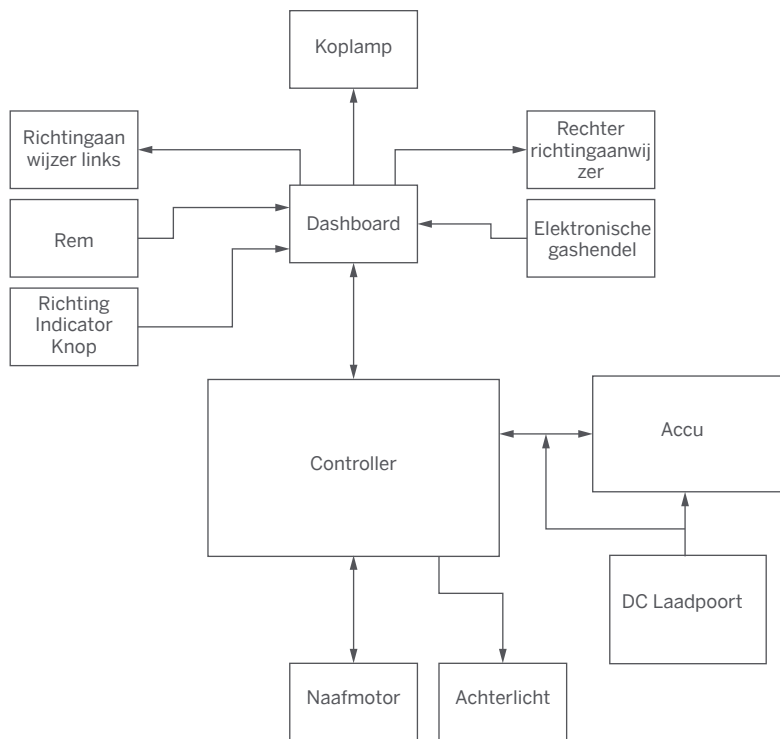 Koplamp
Richtingaan
wijzer links
Rechter
richtingaanwij
zer
Rem
Dashboard
Elektronische
gashendel
Richting
Indicator
Knop
Controller
Accu
DC Laadpoort
Naafmotor
Achterlicht